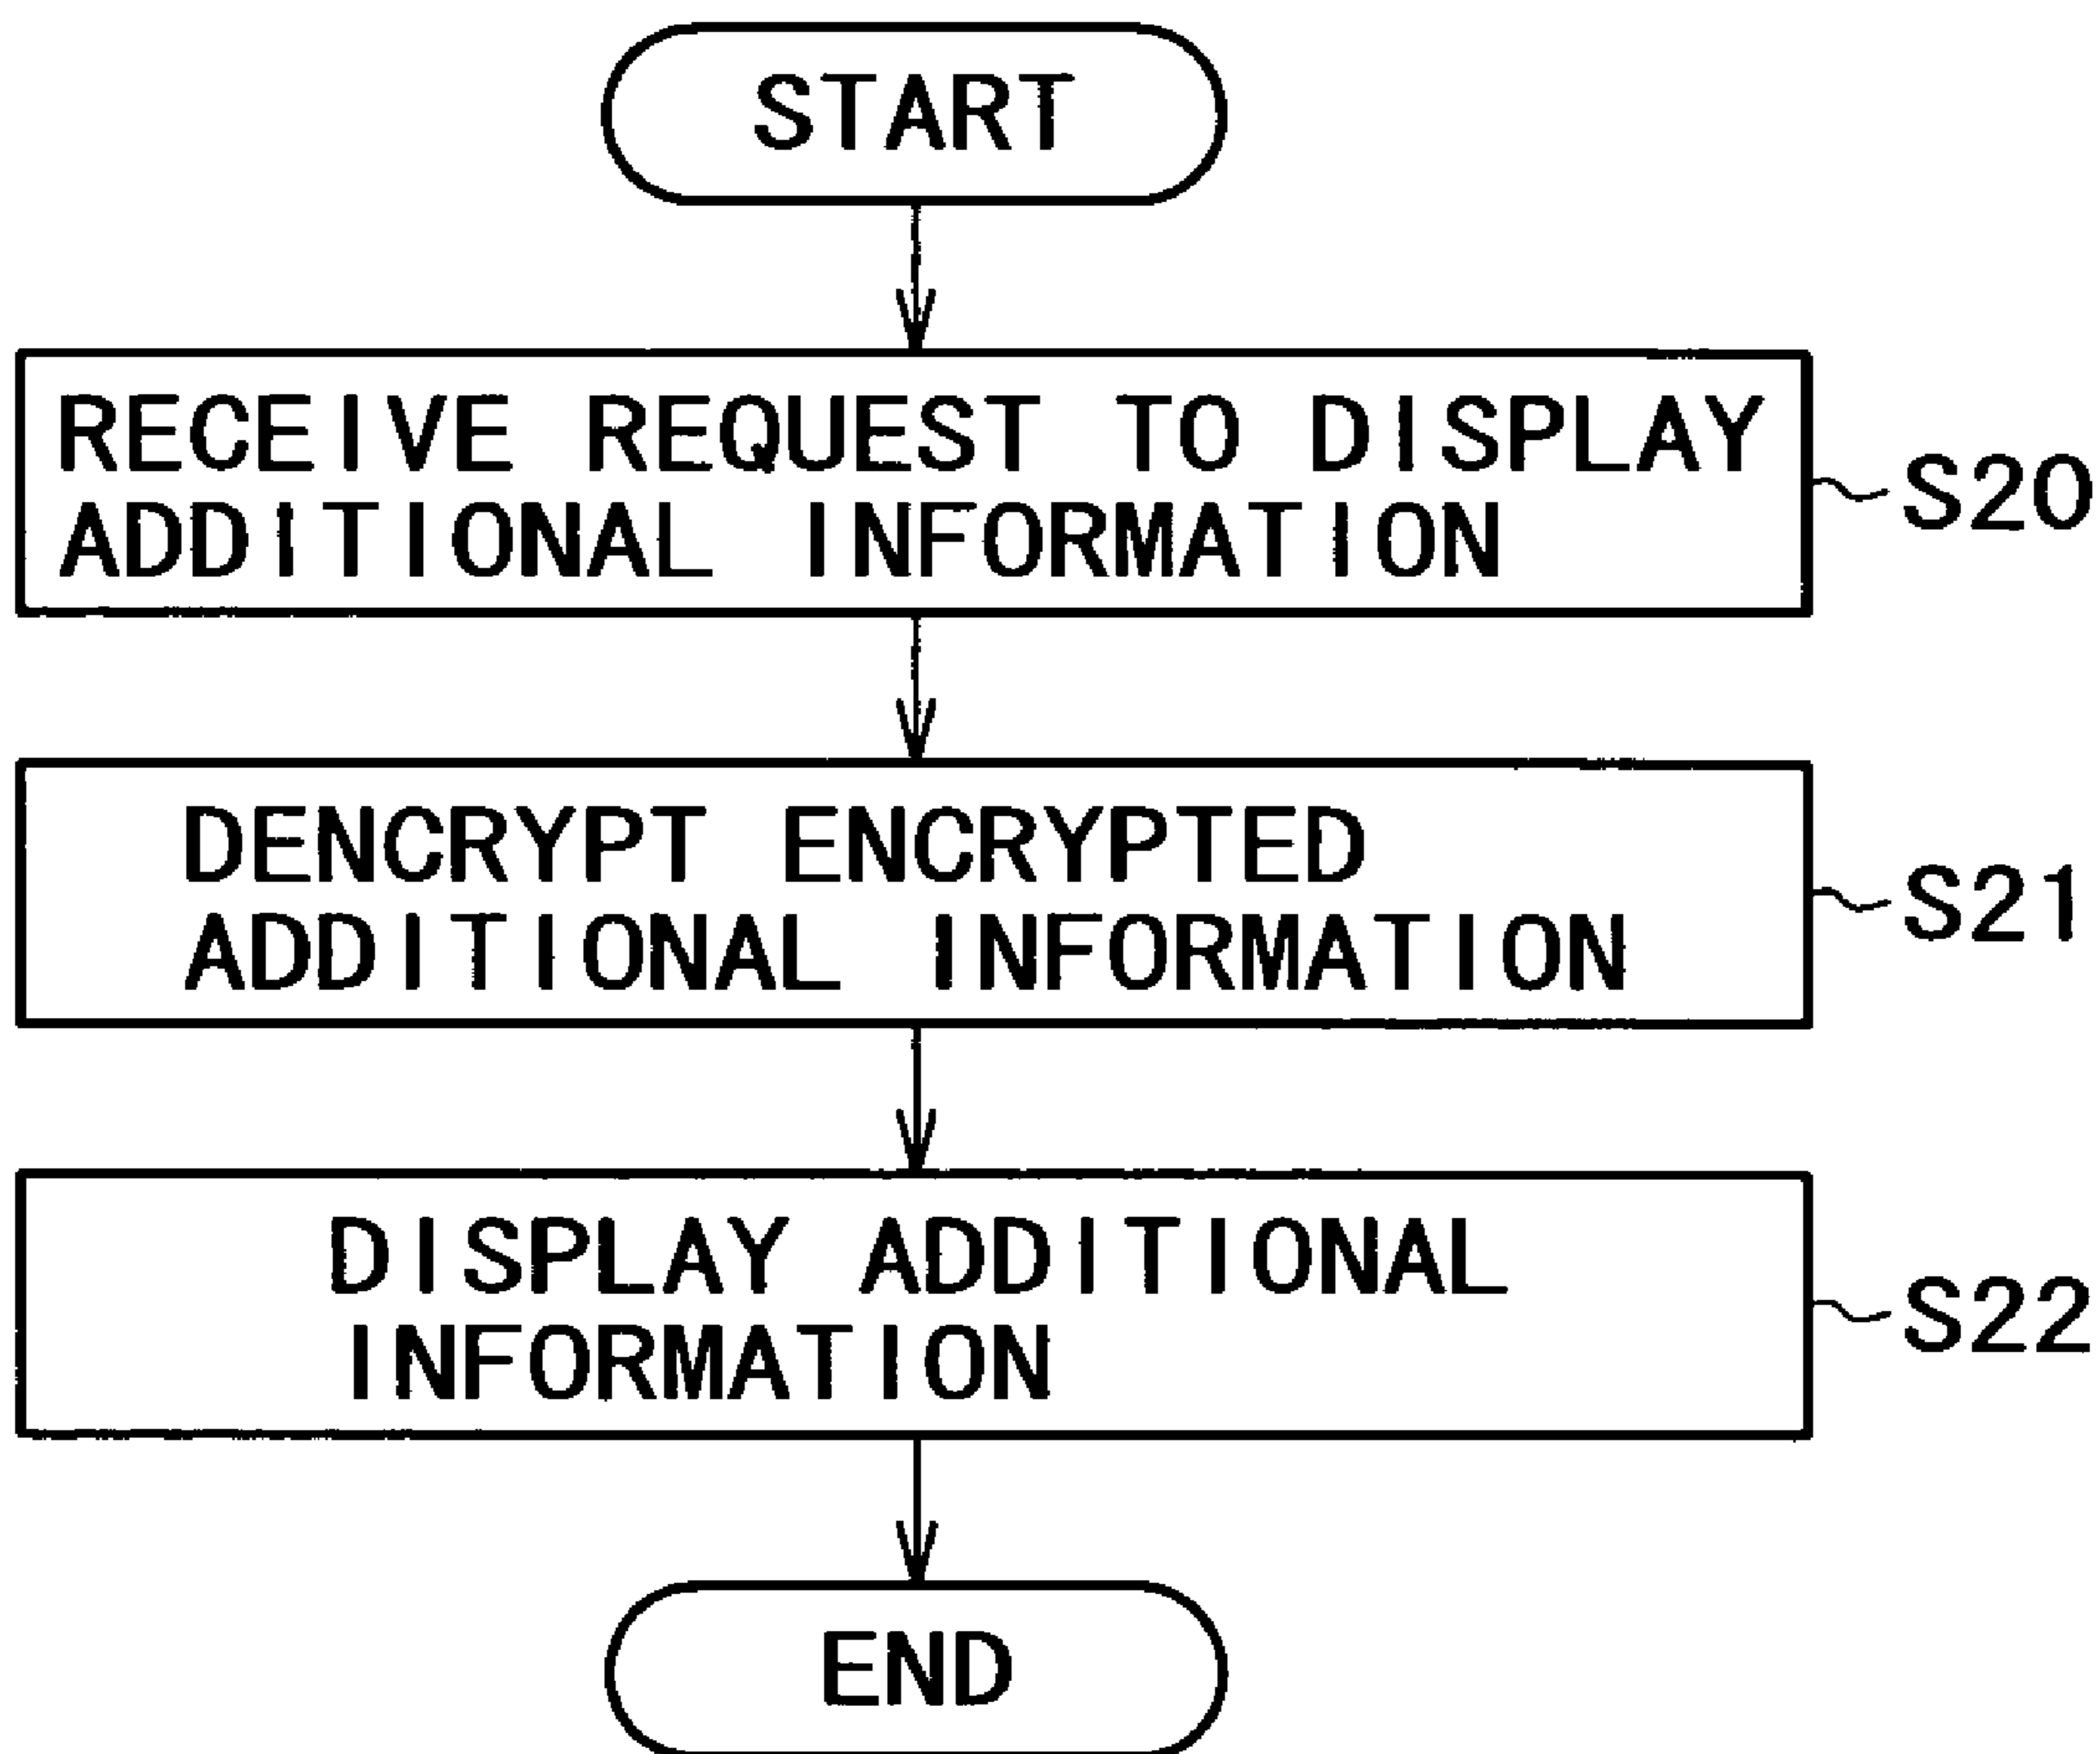 START
RECEIVE REQUEST TO DISPLAY
ADDITIONAL INFORMATION
S20
DENCRYPT ENCRYPTED
ADDITIONAL INFORMATION
S21
DISPLAY ADDITIONAL
INFORMATION
S22
END